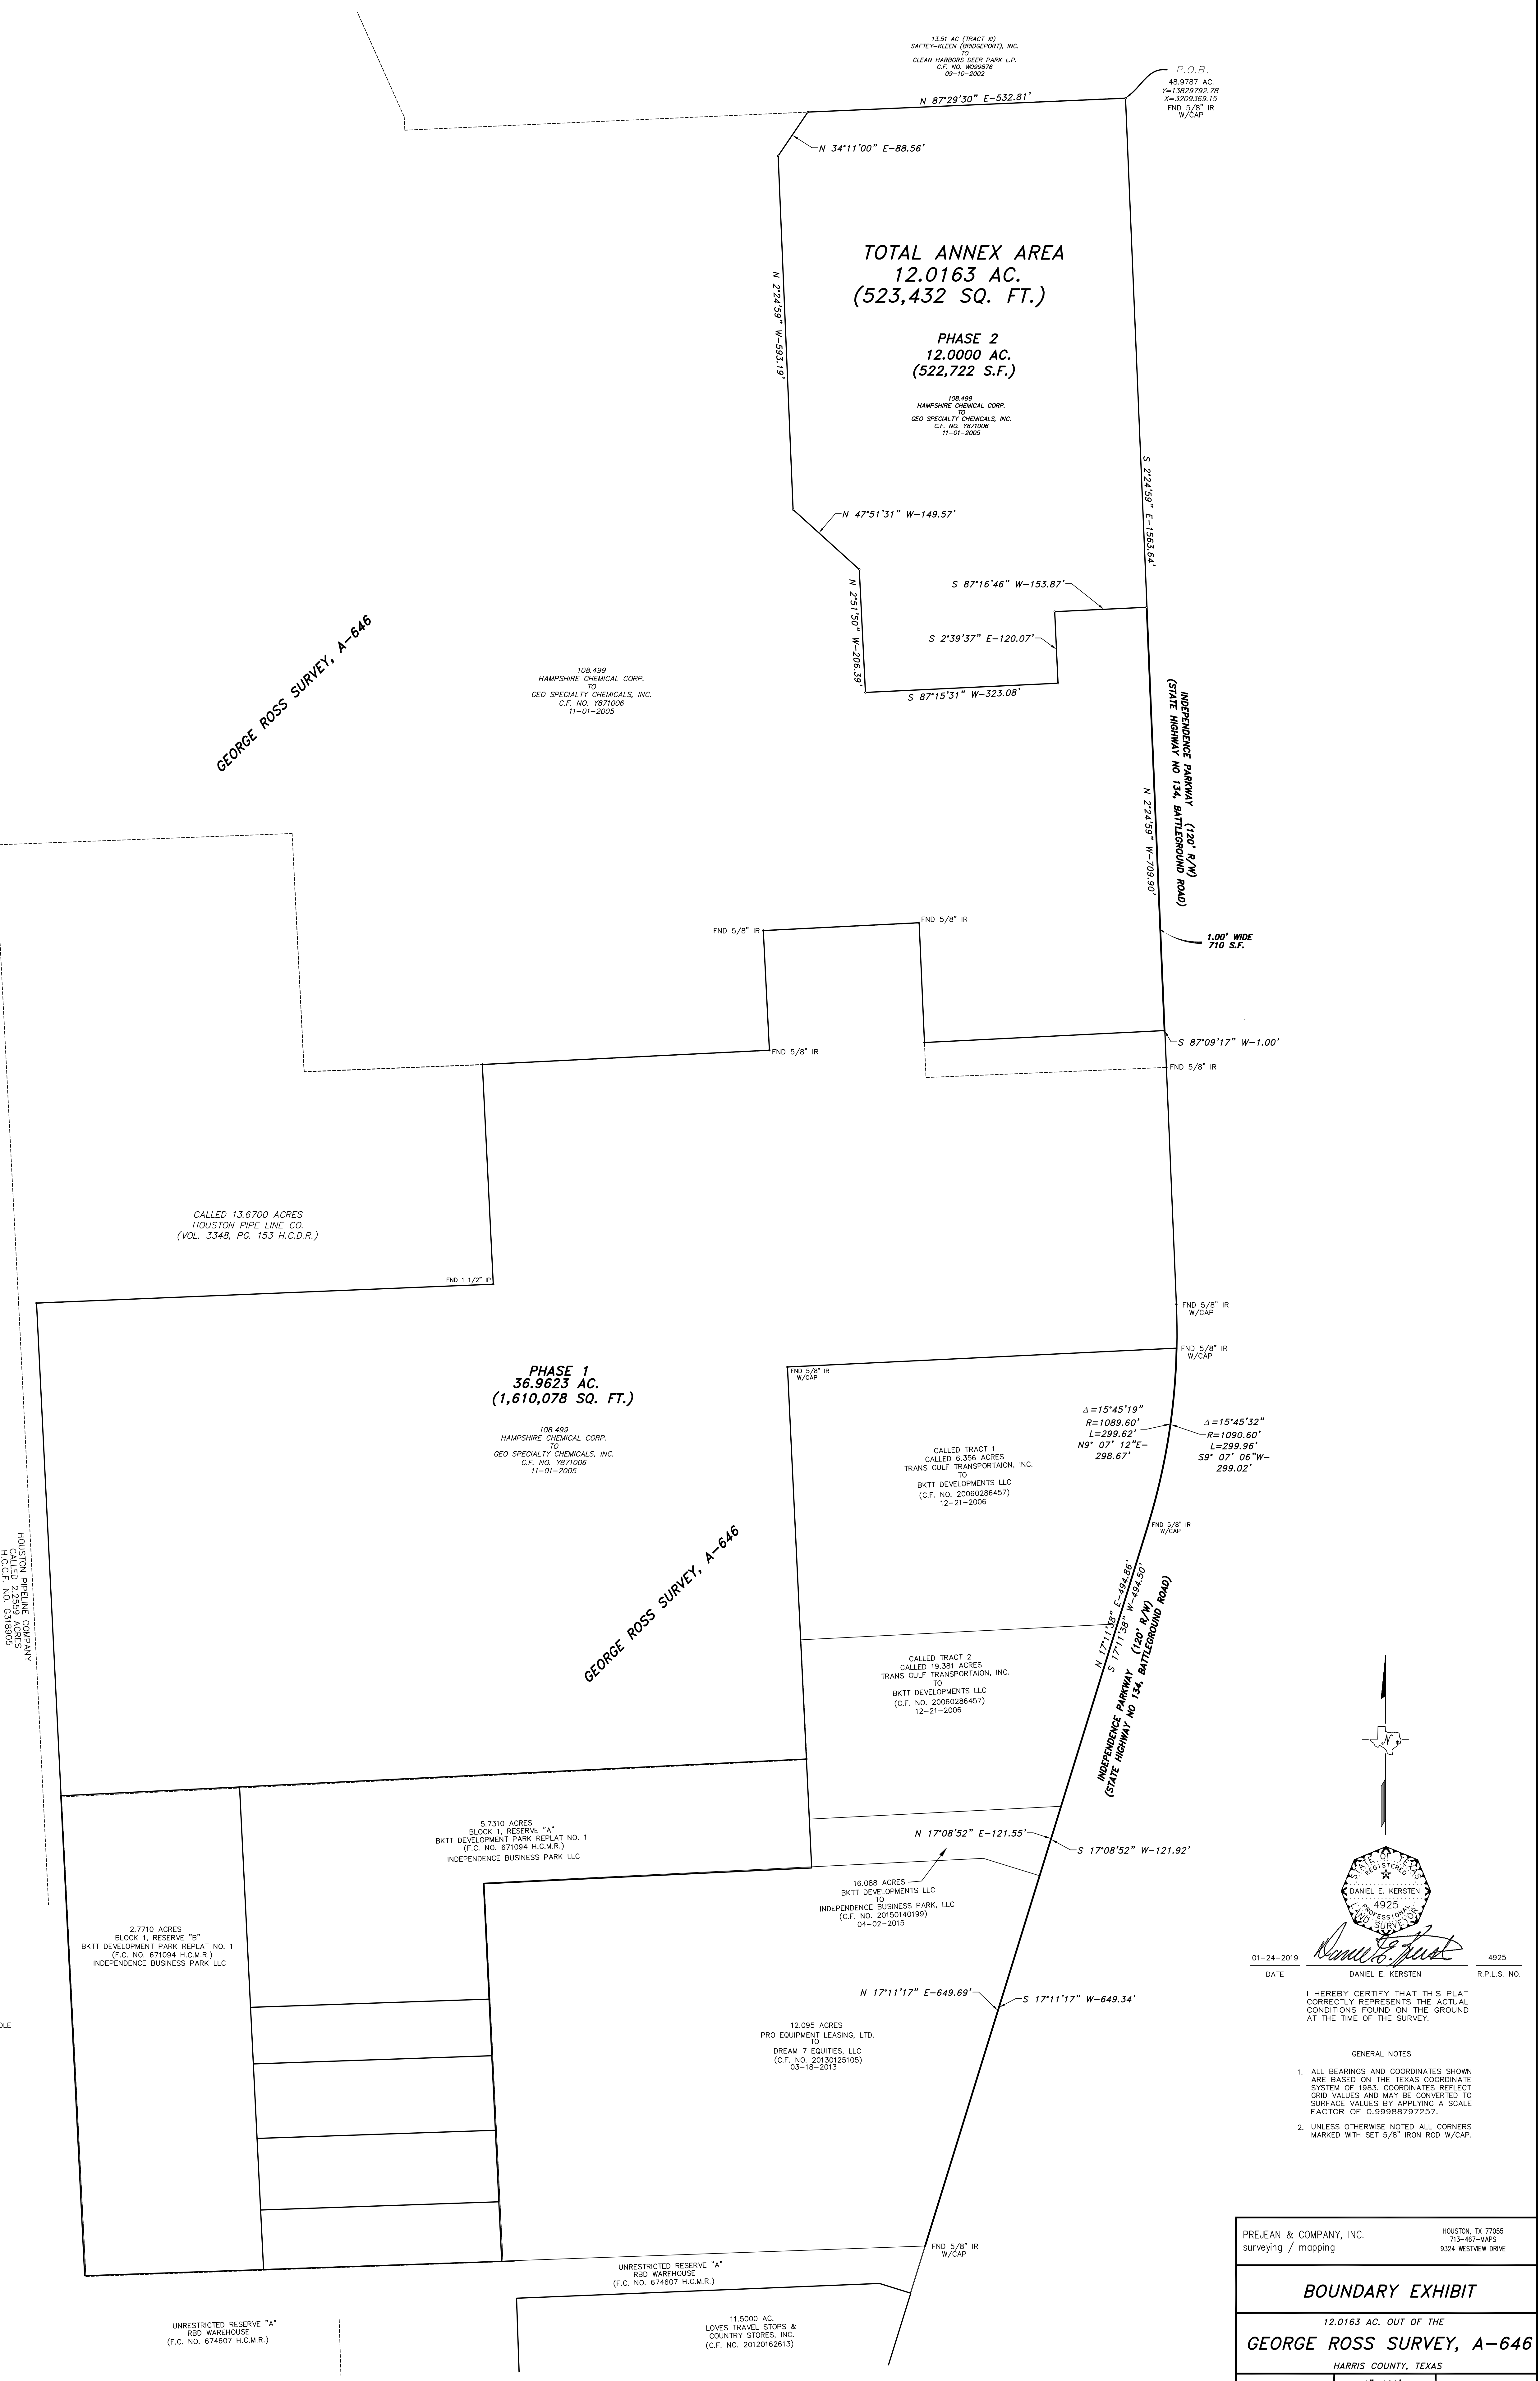 13.51 AC (TRACT XI)
SAFTEY-KLEEN (BRIDGEPORT), INC.
TO
CLEAN HARBORS DEER PARK L.P.
C.F. NO. W099876
09-10-2002
P.O.B.
48.9787 AC.
Y=13829792.78
X=3209369.15
FND 5/8" IR
W/CAP
N 87°29'30" E-532.81'
N 34°11'00" E-88.56'
TOTAL ANNEX AREA
12.0163 AC.
(523,432 SQ. FT.)
PHASE 2
12.0000 AC.
(522,722 S.F.)
108.499
HAMPSHIRE CHEMICAL CORP.
TO
GEO SPECIALTY CHEMICALS, INC.
C.F. NO. Y871006
11-01-2005
N 2°24'59" W-593.19'
S 2°24'59" E-1563.64'
N 47°51'31" W-149.57'
N 2°51'50" W-206.39'
S 87°16'46" W-153.87'
S 2°39'37" E-120.07'
S 87°15'31" W-323.08'
GEORGE ROSS SURVEY, A-646
108.499
HAMPSHIRE CHEMICAL CORP.
TO
GEO SPECIALTY CHEMICALS, INC.
C.F. NO. Y871006
11-01-2005
INDEPENDENCE PARKWAY (120' R/W)
(STATE HIGHWAY NO 134, BATTLEGROUND ROAD)
N 2°24'59" W-709.90'
1.00' WIDE
710 S.F.
FND 5/8" IR
FND 5/8" IR
FND 5/8" IR
S 87°09'17" W-1.00'
FND 5/8" IR
CALLED 13.6700 ACRES
HOUSTON PIPE LINE CO.
(VOL. 3348, PG. 153 H.C.D.R.)
FND 1 1/2" IP
FND 5/8" IR
W/CAP
FND 5/8" IR
W/CAP
FND 5/8" IR
W/CAP
PHASE 1
36.9623 AC.
(1,610,078 SQ. FT.)
108.499
HAMPSHIRE CHEMICAL CORP.
TO
GEO SPECIALTY CHEMICALS, INC.
C.F. NO. Y871006
11-01-2005
Δ=15°45'19"
R=1089.60'
L=299.62'
N9° 07' 12"E-
298.67'
Δ=15°45'32"
R=1090.60'
L=299.96'
S9° 07' 06"W-
299.02'
CALLED TRACT 1
CALLED 6.356 ACRES
TRANS GULF TRANSPORTAION, INC.
TO
BKTT DEVELOPMENTS LLC
(C.F. NO. 20060286457)
12-21-2006
FND 5/8" IR
W/CAP
HOUSTON PIPELINE COMPANY
CALLED 2.2559 ACRES
H.C.C.F. NO. G318905
GEORGE ROSS SURVEY, A-646
N 17°11'38" E-494.86'
S 17°11'38" W-494.50'
INDEPENDENCE PARKWAY (120' R/W)
(STATE HIGHWAY NO 134, BATTLEGROUND ROAD)
CALLED TRACT 2
CALLED 19.381 ACRES
TRANS GULF TRANSPORTAION, INC.
TO
BKTT DEVELOPMENTS LLC
(C.F. NO. 20060286457)
12-21-2006
5.7310 ACRES
BLOCK 1, RESERVE "A"
BKTT DEVELOPMENT PARK REPLAT NO. 1
(F.C. NO. 671094 H.C.M.R.)
INDEPENDENCE BUSINESS PARK LLC
N 17°08'52" E-121.55'
S 17°08'52" W-121.92'
16.088 ACRES
BKTT DEVELOPMENTS LLC
TO
INDEPENDENCE BUSINESS PARK, LLC
(C.F. NO. 20150140199)
04-02-2015
2.7710 ACRES
BLOCK 1, RESERVE "B"
BKTT DEVELOPMENT PARK REPLAT NO. 1
(F.C. NO. 671094 H.C.M.R.)
INDEPENDENCE BUSINESS PARK LLC
OLE
N 17°11'17" E-649.69'
S 17°11'17" W-649.34'
12.095 ACRES
PRO EQUIPMENT LEASING, LTD.
TO
DREAM 7 EQUITIES, LLC
(C.F. NO. 20130125105)
03-18-2013
FND 5/8" IR
W/CAP
UNRESTRICTED RESERVE "A"
RBD WAREHOUSE
(F.C. NO. 674607 H.C.M.R.)
UNRESTRICTED RESERVE "A"
RBD WAREHOUSE
(F.C. NO. 674607 H.C.M.R.)
11.5000 AC.
LOVES TRAVEL STOPS &
COUNTRY STORES, INC.
(C.F. NO. 20120162613)
N
STATE OF TEXAS
REGISTERED
DANIEL E. KERSTEN
4925
PROFESSIONAL
LAND SURVEYOR
01-24-2019
4925
DATE
DANIEL E. KERSTEN
R.P.L.S. NO.
I HEREBY CERTIFY THAT THIS PLAT
CORRECTLY REPRESENTS THE ACTUAL
CONDITIONS FOUND ON THE GROUND
AT THE TIME OF THE SURVEY.
GENERAL NOTES
1. ALL BEARINGS AND COORDINATES SHOWN
ARE BASED ON THE TEXAS COORDINATE
SYSTEM OF 1983. COORDINATES REFLECT
GRID VALUES AND MAY BE CONVERTED TO
SURFACE VALUES BY APPLYING A SCALE
FACTOR OF 0.99988797257.
2. UNLESS OTHERWISE NOTED ALL CORNERS
MARKED WITH SET 5/8" IRON ROD W/CAP.
PREJEAN & COMPANY, INC.
surveying / mapping
HOUSTON, TX 77055
713-467-MAPS
9324 WESTVIEW DRIVE
BOUNDARY EXHIBIT
12.0163 AC. OUT OF THE
GEORGE ROSS SURVEY, A-646
HARRIS COUNTY, TEXAS